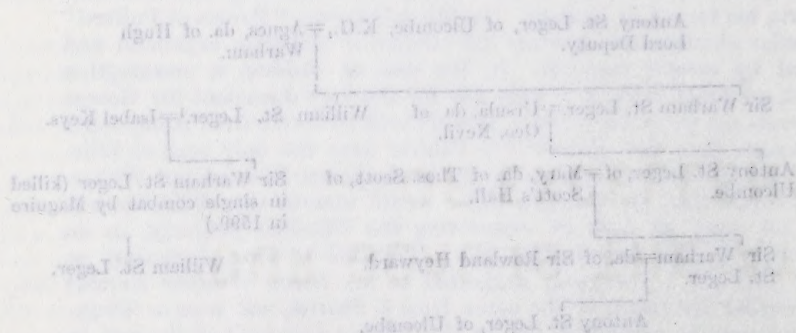 Antony St. Leger, of Ulcombe, K.G.,=Agnes, da. of Hugh
Lord Deputy. Warham.
Sir Warham St. Leger.=Ursula, da. of William St. Leger.=Isabel Keys.
Geo. Nevil.
Antony St. Leger, of=Mary, da. of Thos. Scott, of Sir Warham St. Leger (killed
Ulcombe. Scott's Hall. in single combat by Maguire
in 1599.)
Sir Warham=da. of Sir Rowland Heyward. William St. Leger.
St. Leger.
Antony St. Leger, of Ulcombe.